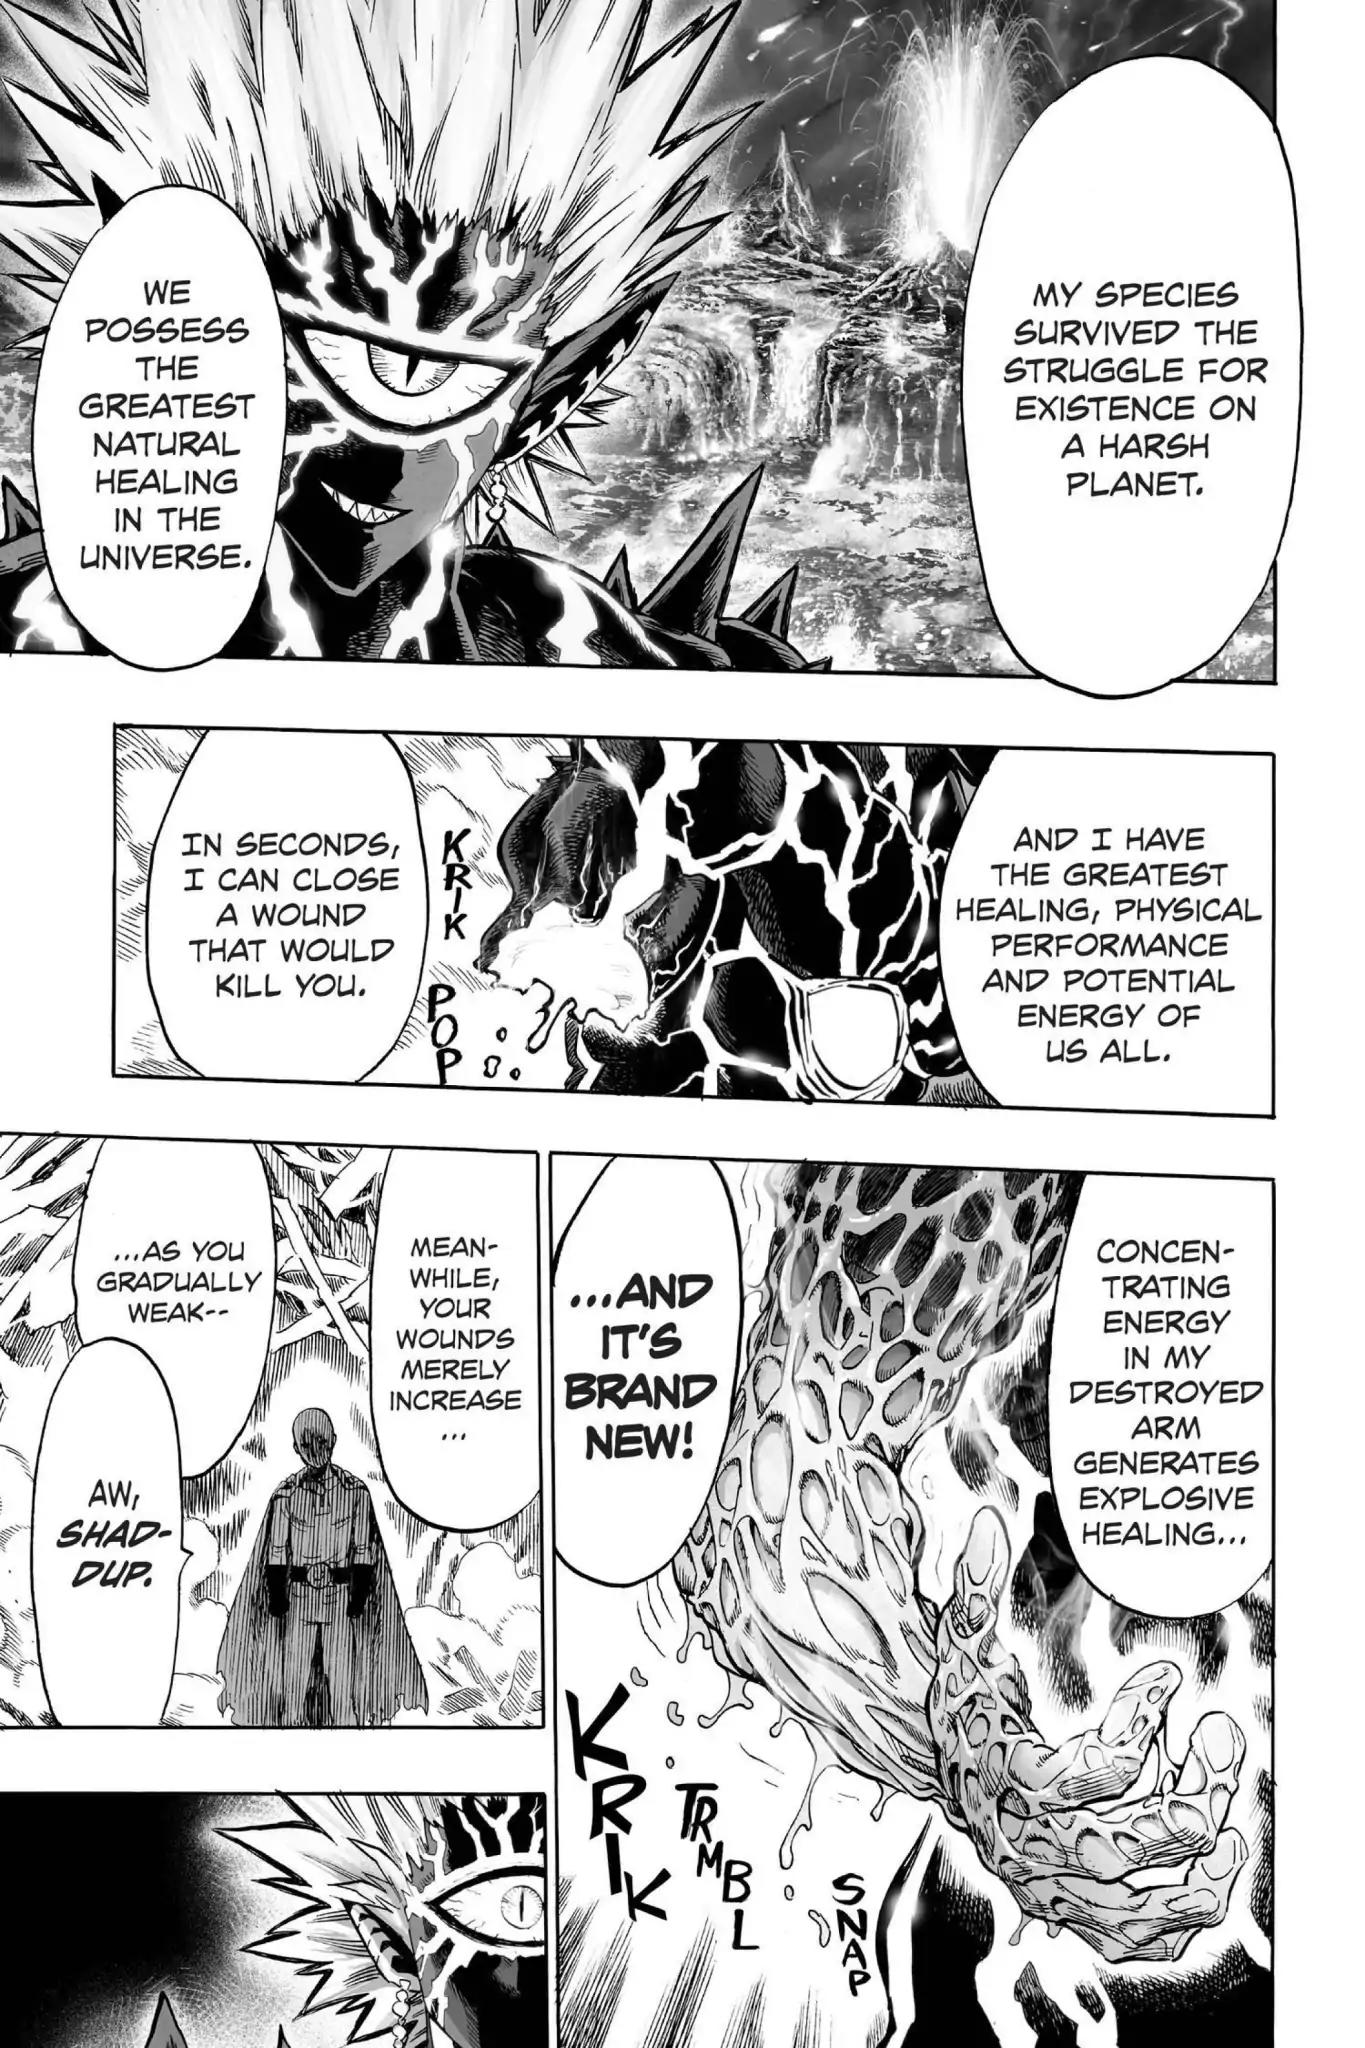 MY SPECIES
SURVIVED THE
STRUGGLE FOR
EXISTENCE ON
A HARSH
PLANET.
WE
POSSESS
THE
GREATEST
NATURAL
HEALING
IN THE
UNIVERSE.
AND I HAVE
THE GREATEST
HEALING, PHYSICAL
PERFORMANCE
AND POTENTIAL
ENERGY OF
US ALL.
KRIK
POP
IN SECONDS,
I CAN CLOSE
A WOUND
THAT WOULD
KILL YOU.
CONCEN-
TRATING
ENERGY
IN MY
DESTROYED
ARM
GENERATES
EXPLOSIVE
HEALING...
...AND
IT'S
BRAND
NEW!
KRIK
TRMBL
SNAP
MEAN-
WHILE,
YOUR
WOUNDS
MERELY
INCREASE
...
...AS YOU
GRADUALLY
WEAK--
AW,
SHAD-
DUP.